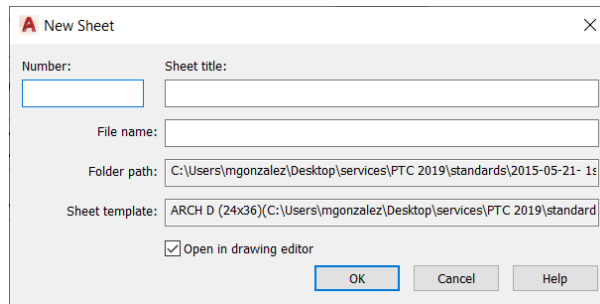 New Sheet
Number: Sheet title:
File name:
Folder path: C:\Users\mgonzalez\Desktop\services\PTC 2019\standards\2015-05-21- 1s
Sheet template: ARCH D (24x36)(C:\Users\mgonzalez\Desktop\services\PTC 2019\standard
Open in drawing editor
OK Cancel Help